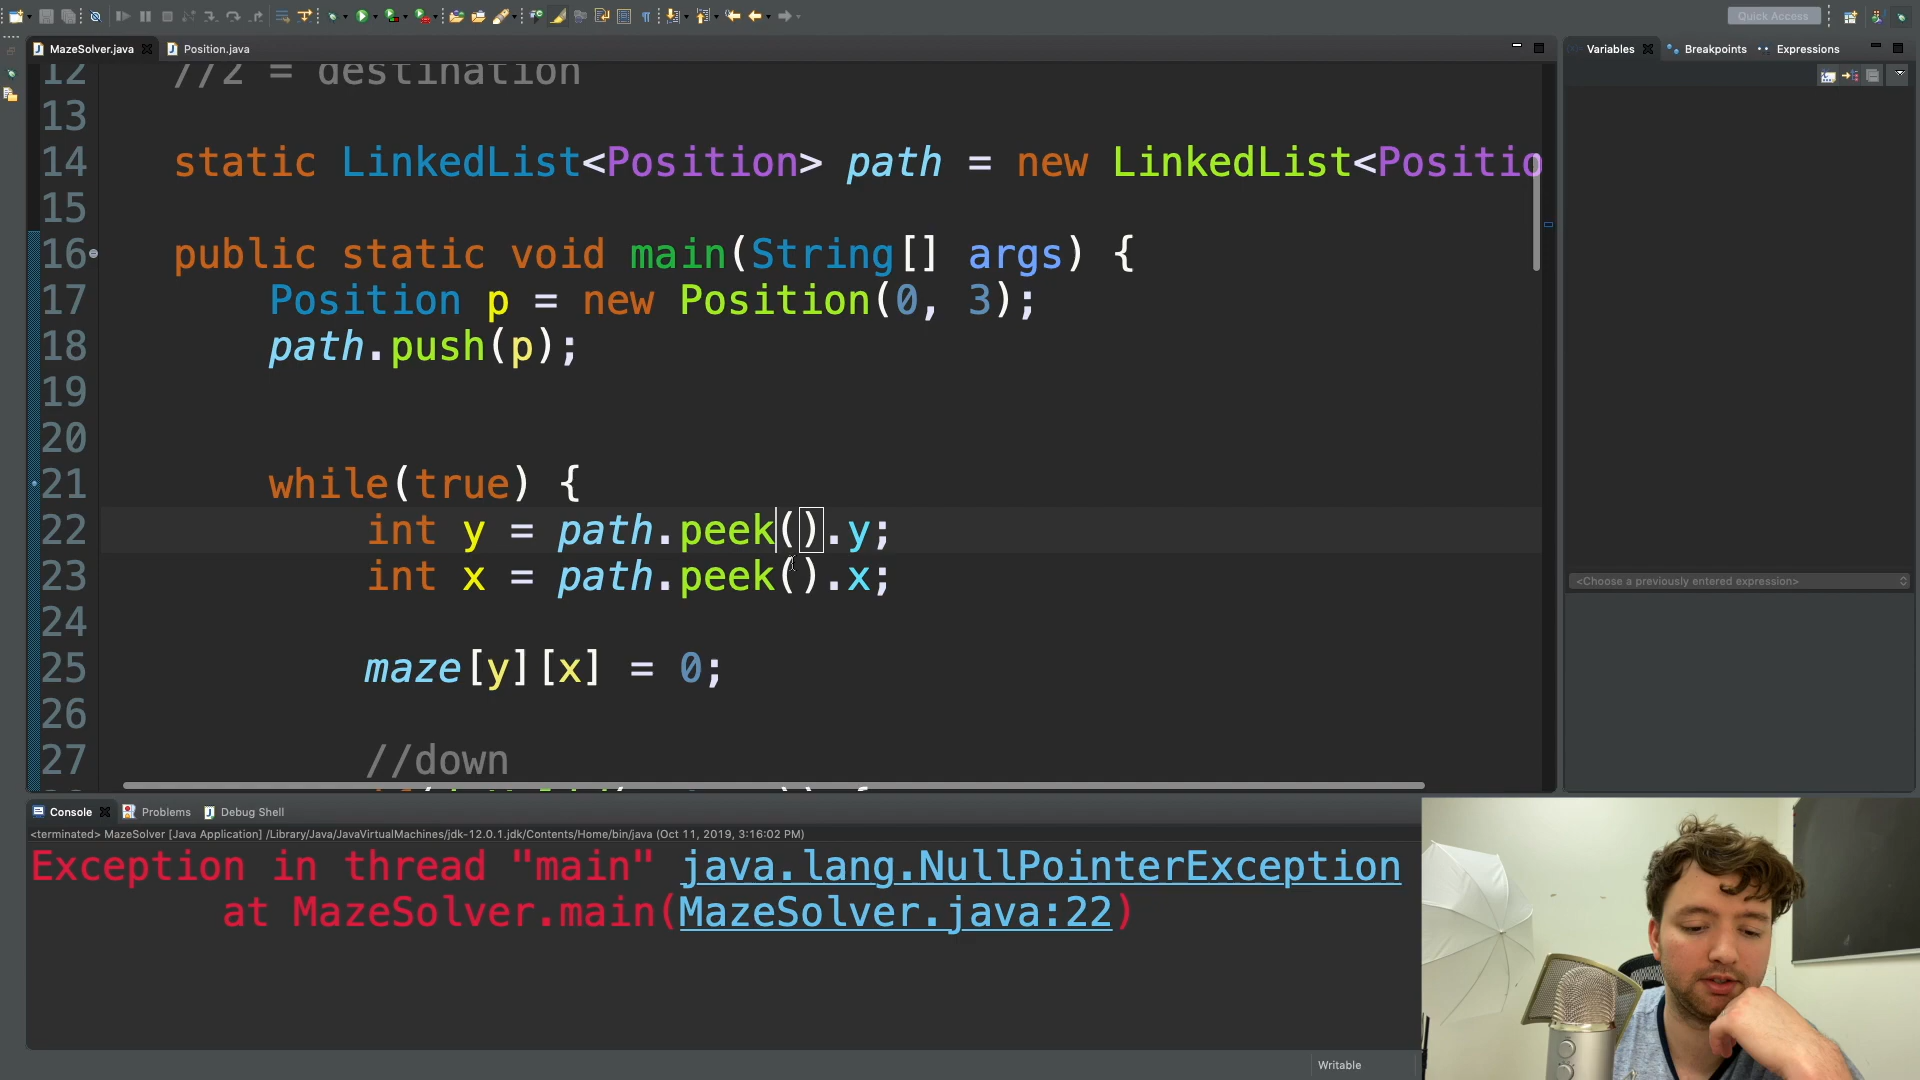 Quick Access
MazeSolver.java
Position.java
Variables
Breakpoints
Expressions
12 //2 = destination
13
14 static LinkedList<Position> path = new LinkedList<Positio
15
16 public static void main(String[] args) {
17 Position p = new Position(0, 3);
18 path.push(p);
19
20
21 while(true) {
22 int y = path.peek().y;
23 int x = path.peek().x;
24
25 maze[y][x] = 0;
26
27 //down
<Choose a previously entered expression>
Console
Problems
Debug Shell
<terminated> MazeSolver [Java Application] /Library/Java/JavaVirtualMachines/jdk-12.0.1.jdk/Contents/Home/bin/java (Oct 11, 2019, 3:16:02 PM)
Exception in thread "main" java.lang.NullPointerException
at MazeSolver.main(MazeSolver.java:22)
Writable